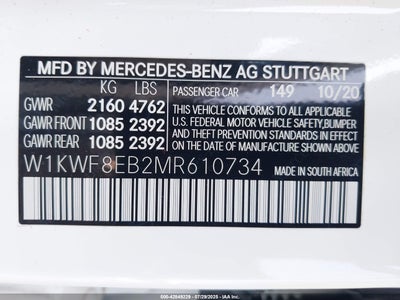 MFD BY MERCEDES-BENZ AG STUTTGART
KG LBS PASSENGER CAR 149 10/20
GVWR 2160 4762 THIS VEHICLE CONFORMS TO ALL APPLICABLE
GAWR FRONT 1085 2392 U.S. FEDERAL MOTOR VEHICLE SAFETY, BUMPER,
GAWR REAR 1085 2392 AND THEFT PREVENTION STANDARDS IN EFFECT
ON THE DATE OF MANUFACTURE SHOWN ABOVE.
W1KWF8EB2MR610734 MADE IN SOUTH AFRICA